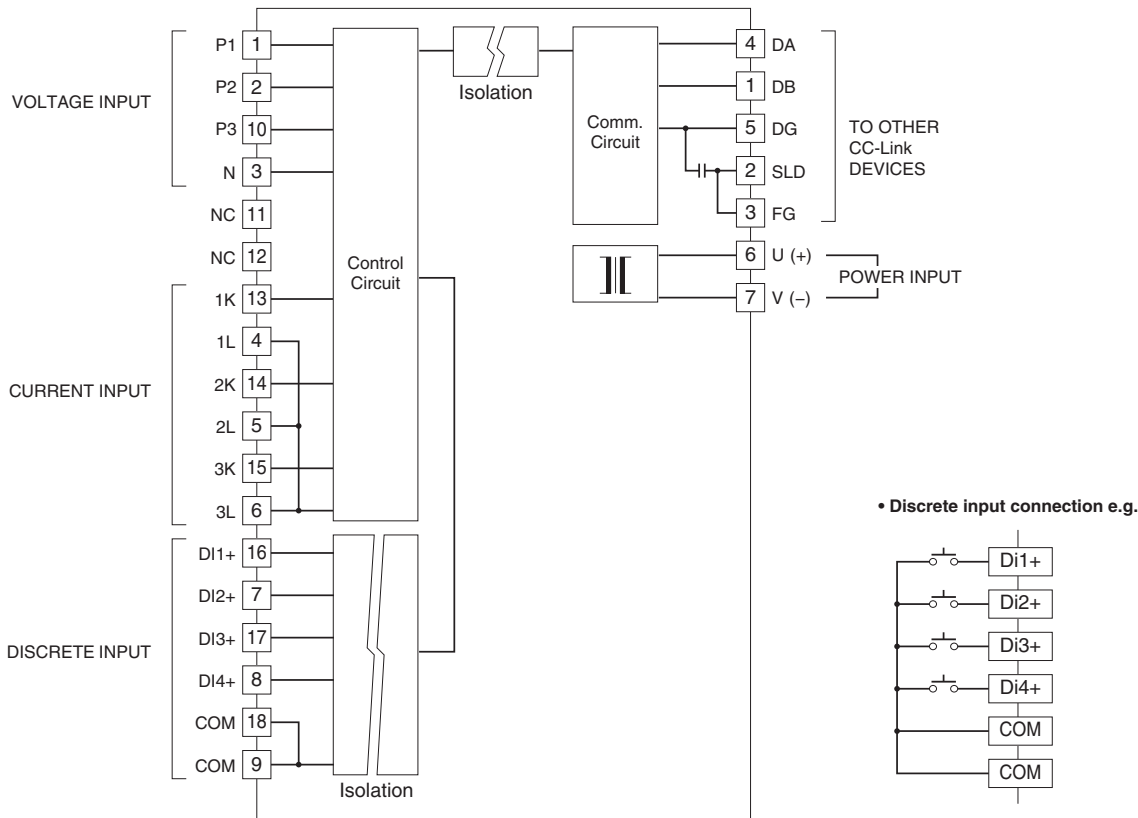 VOLTAGE INPUT
P1 1
P2 2
P3 10
N 3
NC 11
NC 12
CURRENT INPUT
1K 13
1L 4
2K 14
2L 5
3K 15
3L 6
DISCRETE INPUT
DI1+ 16
DI2+ 7
DI3+ 17
DI4+ 8
COM 18
COM 9
Control
Circuit
Isolation
Isolation
Comm.
Circuit
4 DA
1 DB
5 DG
2 SLD
3 FG
TO OTHER
CC-Link
DEVICES
6 U (+)
7 V (–)
POWER INPUT
• Discrete input connection e.g.
Di1+
Di2+
Di3+
Di4+
COM
COM